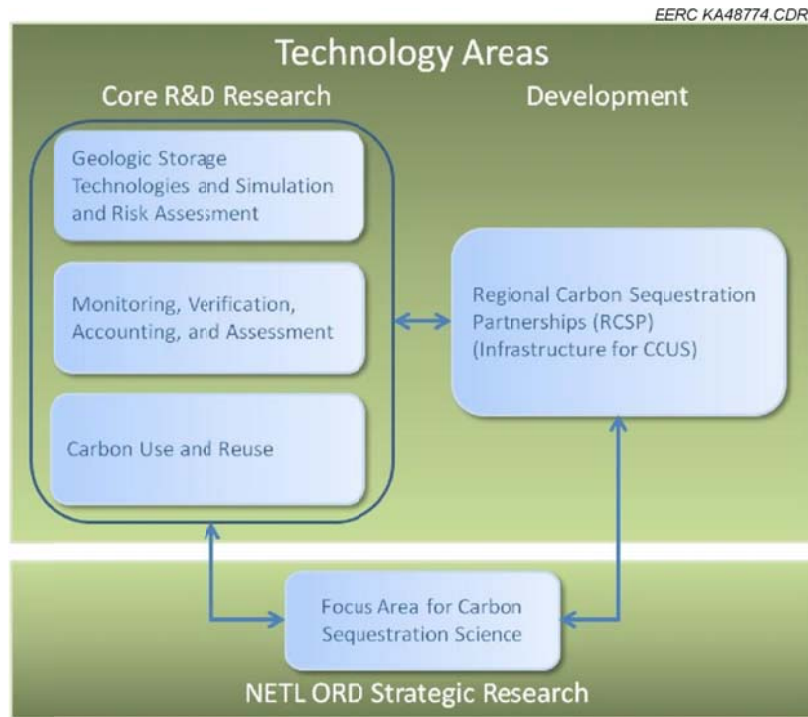 EERC KA48774.CDR
Technology Areas
Core R&D Research
Development
Geologic Storage
Technologies and Simulation
and Risk Assessment
Monitoring, Verification,
Accounting, and Assessment
Carbon Use and Reuse
Regional Carbon Sequestration
Partnerships (RCSP)
(Infrastructure for CCUS)
Focus Area for Carbon
Sequestration Science
NETL ORD Strategic Research